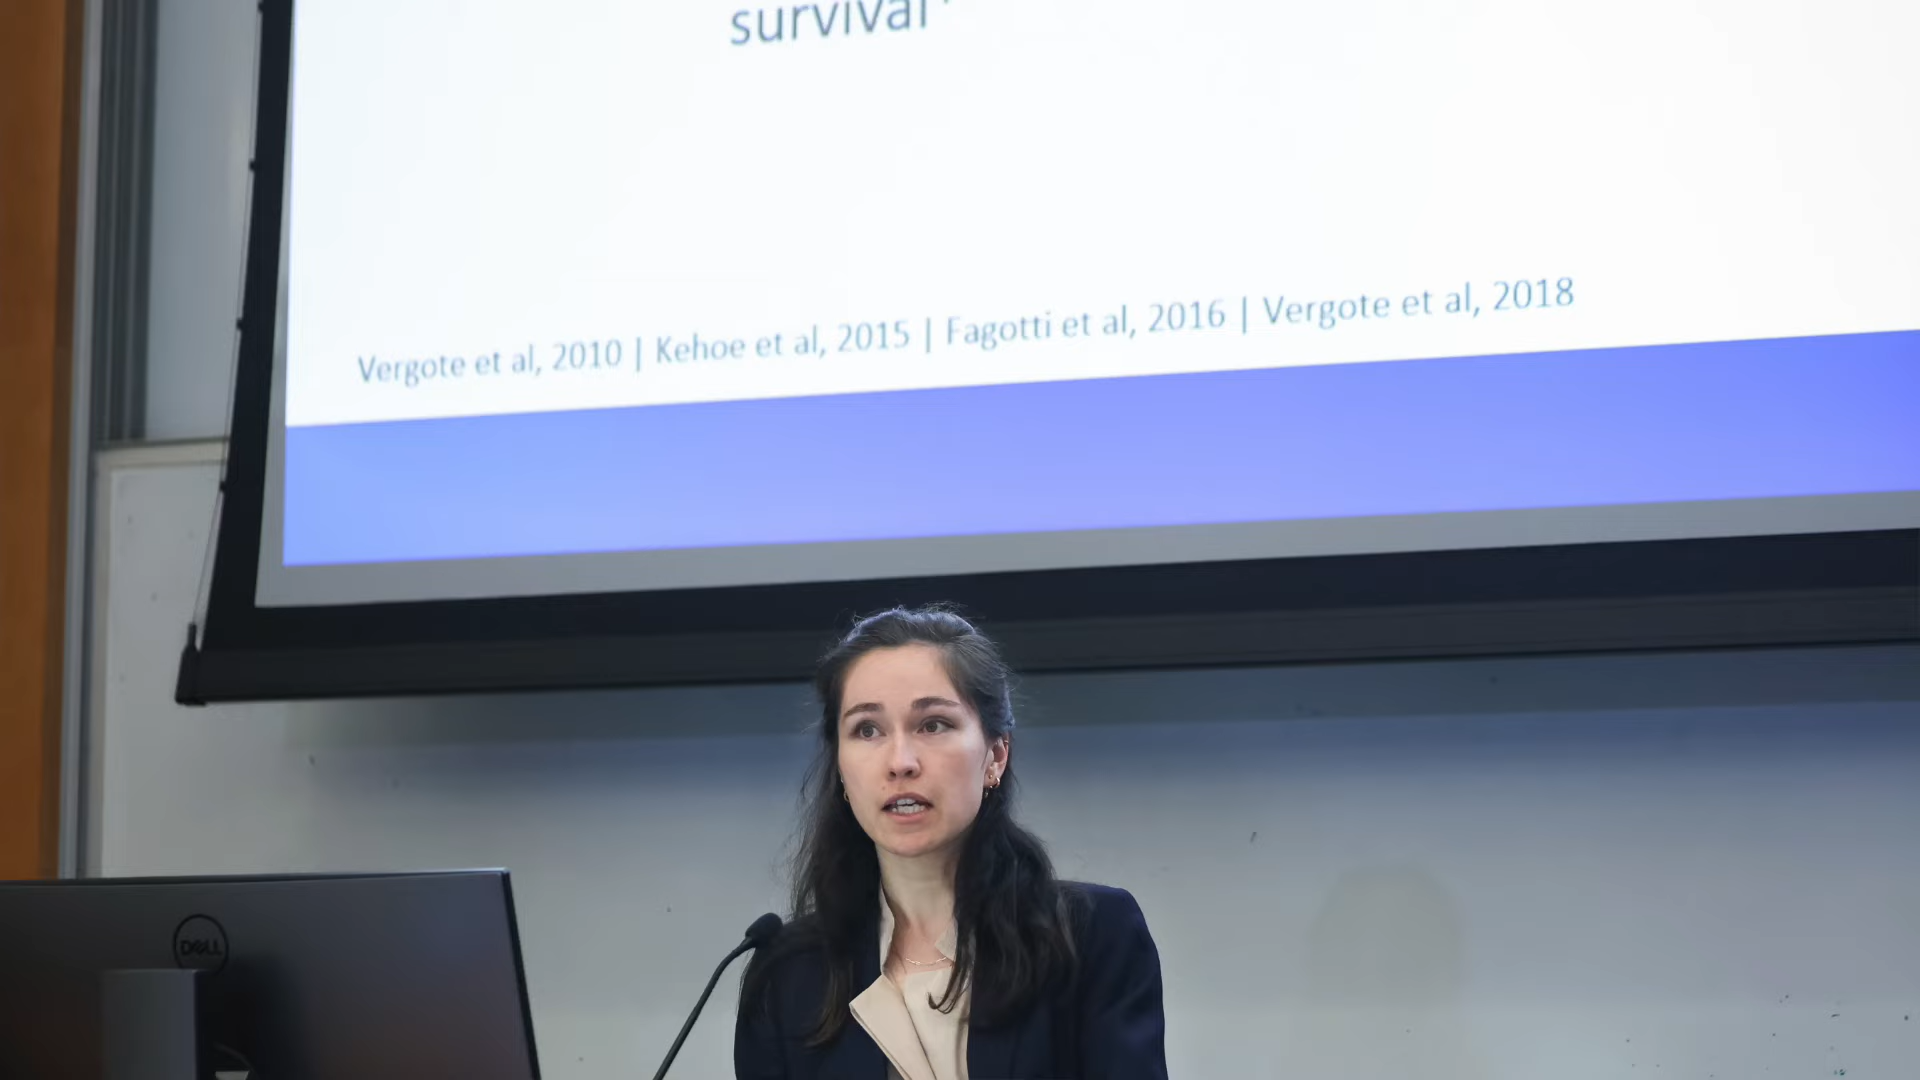 survival
Vergote et al, 2010 | Kehoe et al, 2015 | Fagotti et al, 2016 | Vergote et al, 2018
DELL